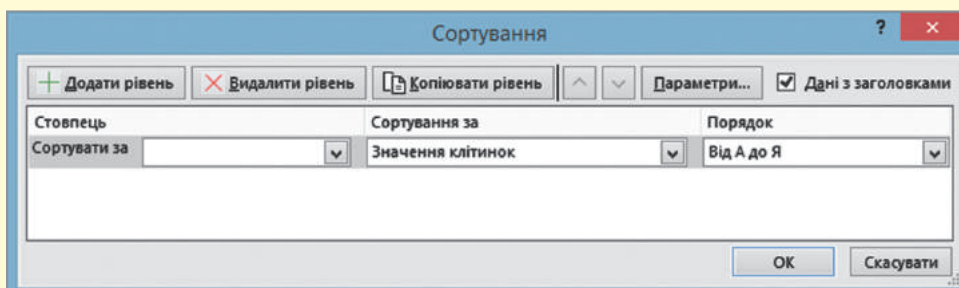 Сортування
?
Додати рівень Видалити рівень Копіювати рівень Параметри... Дані з заголовками
Стовпець Сортування за Порядок
Сортувати за Значення клітинок Від А до Я
ОК Скасувати